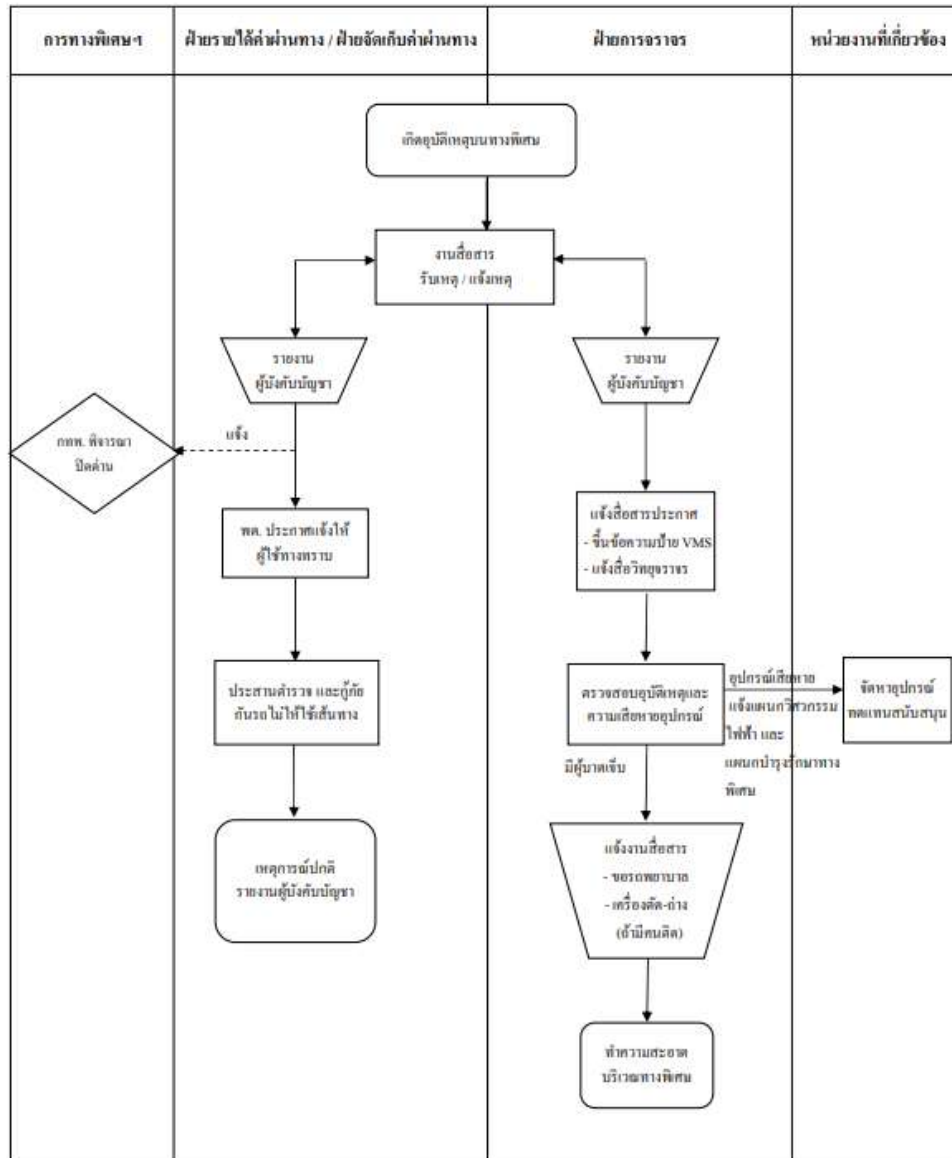 การทางพิเศษฯ
ฝ่ายรายได้ค่าผ่านทาง / ฝ่ายจัดเก็บค่าผ่านทาง
ฝ่ายการจราจร
หน่วยงานที่เกี่ยวข้อง
เกิดอุบัติเหตุบนทางพิเศษ
งานสื่อสาร
รับเหตุ / แจ้งเหตุ
รายงาน
ผู้บังคับบัญชา
รายงาน
ผู้บังคับบัญชา
แจ้ง
กทพ. พิจารณา
ปิดด่าน
พด. ประกาศแจ้งให้
ผู้ใช้ทางทราบ
แจ้งสื่อสารประกาศ
- ขึ้นข้อความป้าย VMS
- แจ้งสื่อวิทยุจราจร
ประสานตำรวจ และกู้ภัย
กันรถไม่ให้ใช้เส้นทาง
ตรวจสอบอุบัติเหตุและ
ความเสียหายอุปกรณ์
อุปกรณ์เสียหาย
แจ้งแผนกวิศวกรรม
ไฟฟ้า และ
แผนกบำรุงรักษาทาง
พิเศษ
จัดหาอุปกรณ์
ทดแทนสนับสนุน
มีผู้บาดเจ็บ
เหตุการณ์ปกติ
รายงานผู้บังคับบัญชา
แจ้งงานสื่อสาร
- ขอรถพยาบาล
- เครื่องตัด-ถ่าง
(ถ้ามีคนติด)
ทำความสะอาด
บริเวณทางพิเศษ